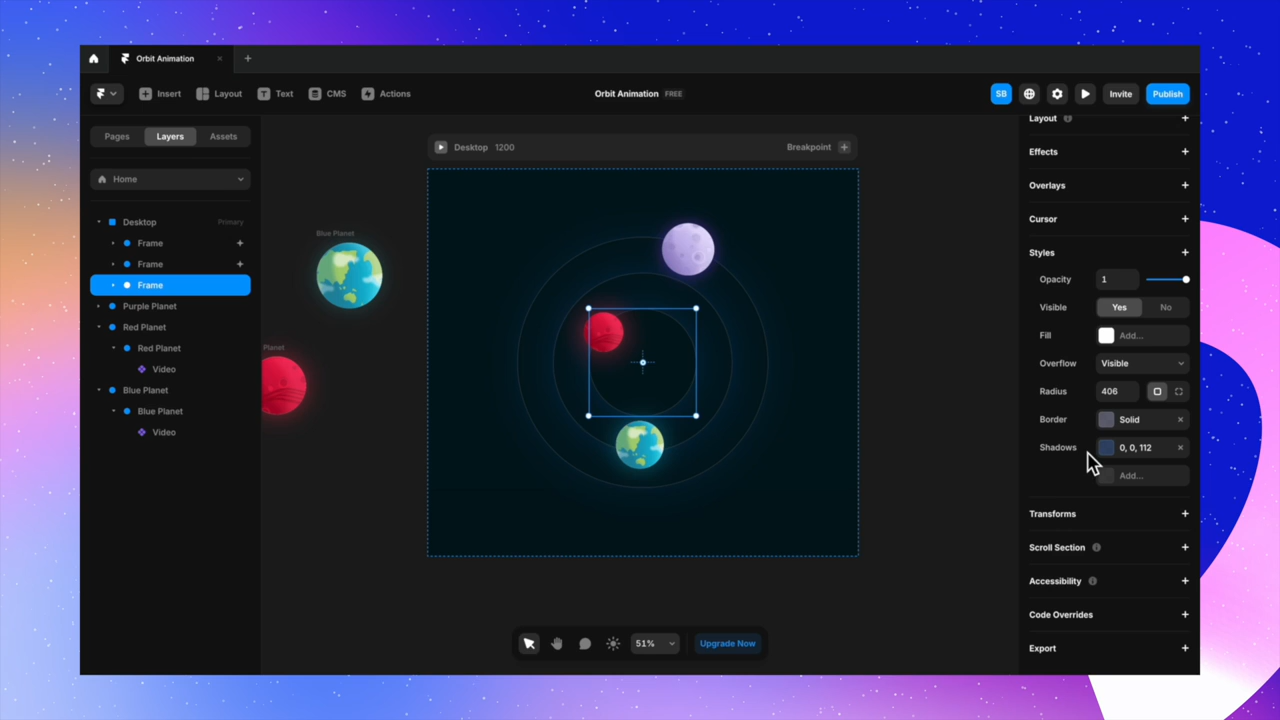 Orbit Animation
Insert Layout Text CMS Actions
Orbit Animation FREE
SB Invite Publish
Pages Layers Assets
Home
Desktop Primary
Frame
Frame
Frame
Purple Planet
Red Planet
Red Planet
Video
Blue Planet
Blue Planet
Video
Blue Planet
Planet
Desktop 1200 Breakpoint
51% Upgrade Now
Layout
Effects
Overlays
Cursor
Styles
Opacity 1
Visible Yes No
Fill Add...
Overflow Visible
Radius 406
Border Solid
Shadows 0, 0, 112
Add...
Transforms
Scroll Section
Accessibility
Code Overrides
Export